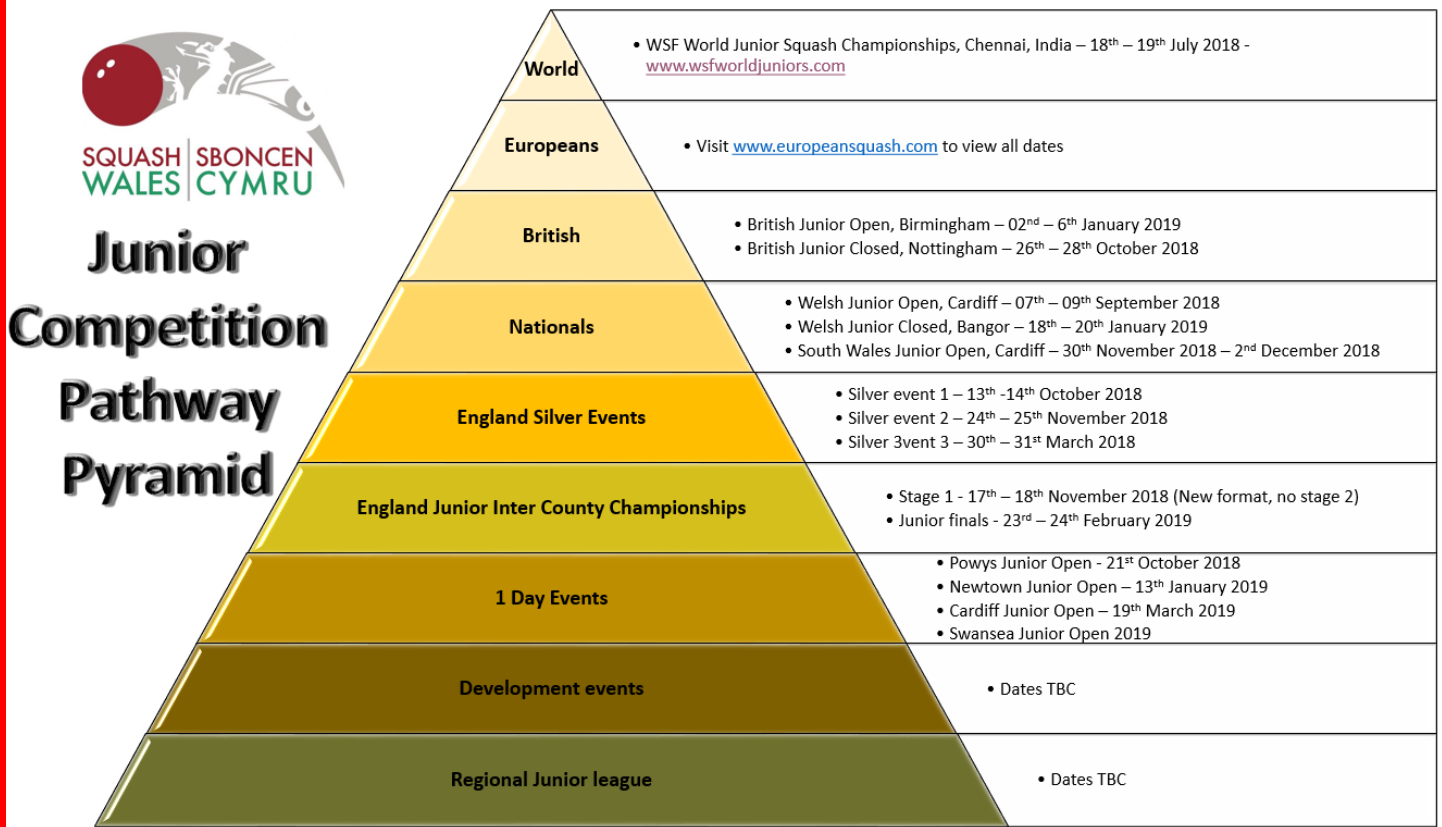 SQUASH SBONCEN
WALES CYMRU
Junior
Competition
Pathway
Pyramid
World
• WSF World Junior Squash Championships, Chennai, India – 18th – 19th July 2018 -
www.wsfworldjuniors.com
Europeans
• Visit www.europeansquash.com to view all dates
British
• British Junior Open, Birmingham – 02nd – 6th January 2019
• British Junior Closed, Nottingham – 26th – 28th October 2018
Nationals
• Welsh Junior Open, Cardiff – 07th – 09th September 2018
• Welsh Junior Closed, Bangor – 18th – 20th January 2019
• South Wales Junior Open, Cardiff – 30th November 2018 – 2nd December 2018
England Silver Events
• Silver event 1 – 13th -14th October 2018
• Silver event 2 – 24th – 25th November 2018
• Silver 3vent 3 – 30th – 31st March 2018
England Junior Inter County Championships
• Stage 1 - 17th – 18th November 2018 (New format, no stage 2)
• Junior finals - 23rd – 24th February 2019
1 Day Events
• Powys Junior Open - 21st October 2018
• Newtown Junior Open – 13th January 2019
• Cardiff Junior Open – 19th March 2019
• Swansea Junior Open 2019
Development events
• Dates TBC
Regional Junior league
• Dates TBC